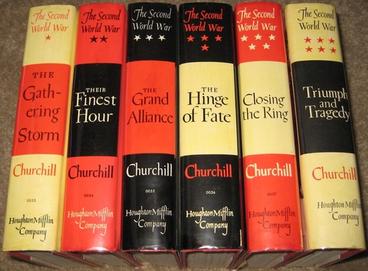 The Second
World War
THE
Gath-
ering
Storm
Churchill
Houghton Mifflin
Company
The Second
World War
THEIR
Finest
Hour
Churchill
Houghton Mifflin
Company
The Second
World War
THE
Grand
Alliance
Churchill
Houghton Mifflin
Company
The Second
World War
THE
Hinge
of Fate
Churchill
Houghton Mifflin
Company
The Second
World War
Closing
the Ring
Churchill
Houghton Mifflin
Company
The Second
World War
Triumph
and
Tragedy
Churchill
Houghton Mifflin
Company